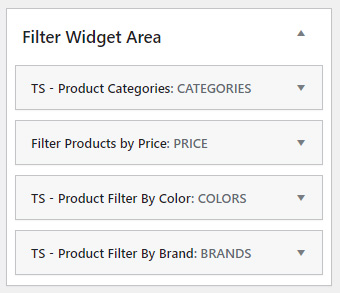 Filter Widget Area
TS - Product Categories: CATEGORIES
Filter Products by Price: PRICE
TS - Product Filter By Color: COLORS
TS - Product Filter By Brand: BRANDS